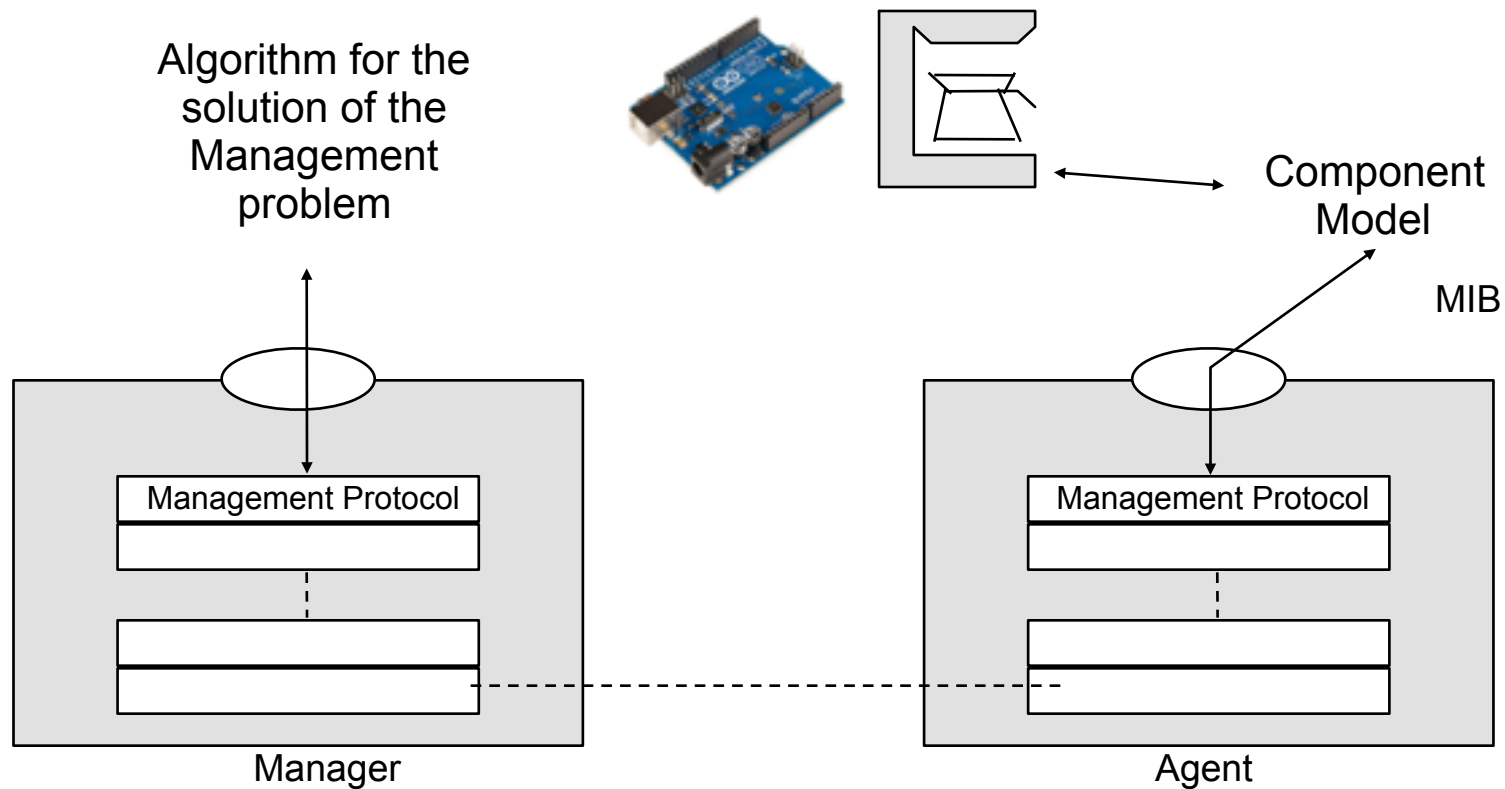 Algorithm for the
solution of the
Management
problem
Component
Model
MIB
Management Protocol
Management Protocol
Manager
Agent